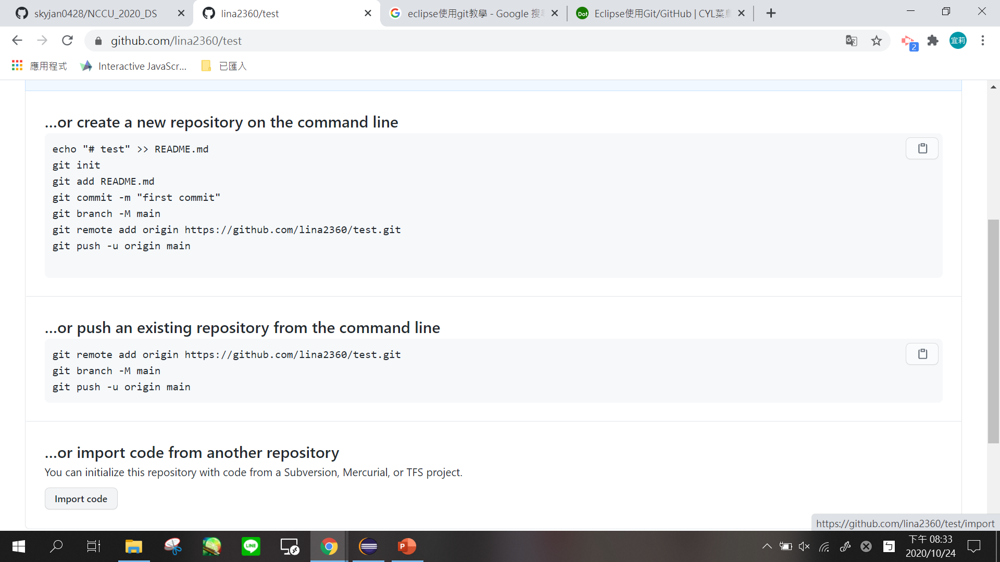 skyjan0428/NCCU_2020_DS
lina2360/test
eclipse使用git教學 - Google 搜
Dot
Eclipse使用Git/GitHub | CYL菜
github.com/lina2360/test
2
宜莉
應用程式
Interactive JavaScr...
已匯入
...or create a new repository on the command line
echo "# test" >> README.md
git init
git add README.md
git commit -m "first commit"
git branch -M main
git remote add origin https://github.com/lina2360/test.git
git push -u origin main
...or push an existing repository from the command line
git remote add origin https://github.com/lina2360/test.git
git branch -M main
git push -u origin main
...or import code from another repository
You can initialize this repository with code from a Subversion, Mercurial, or TFS project.
Import code
https://github.com/lina2360/test/import
LINE
P
ㄅ
下午 08:33
2020/10/24